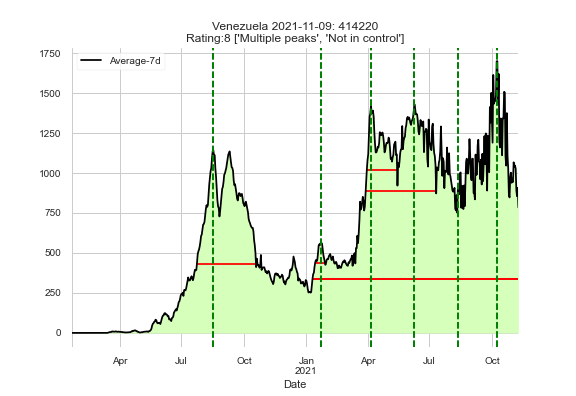 Venezuela 2021-11-09: 414220
Rating:8 ['Multiple peaks', 'Not in control']
Average-7d
1750
1500
1250
1000
750
500
250
0
Apr Jul Oct Jan Apr Jul Oct
2021
Date